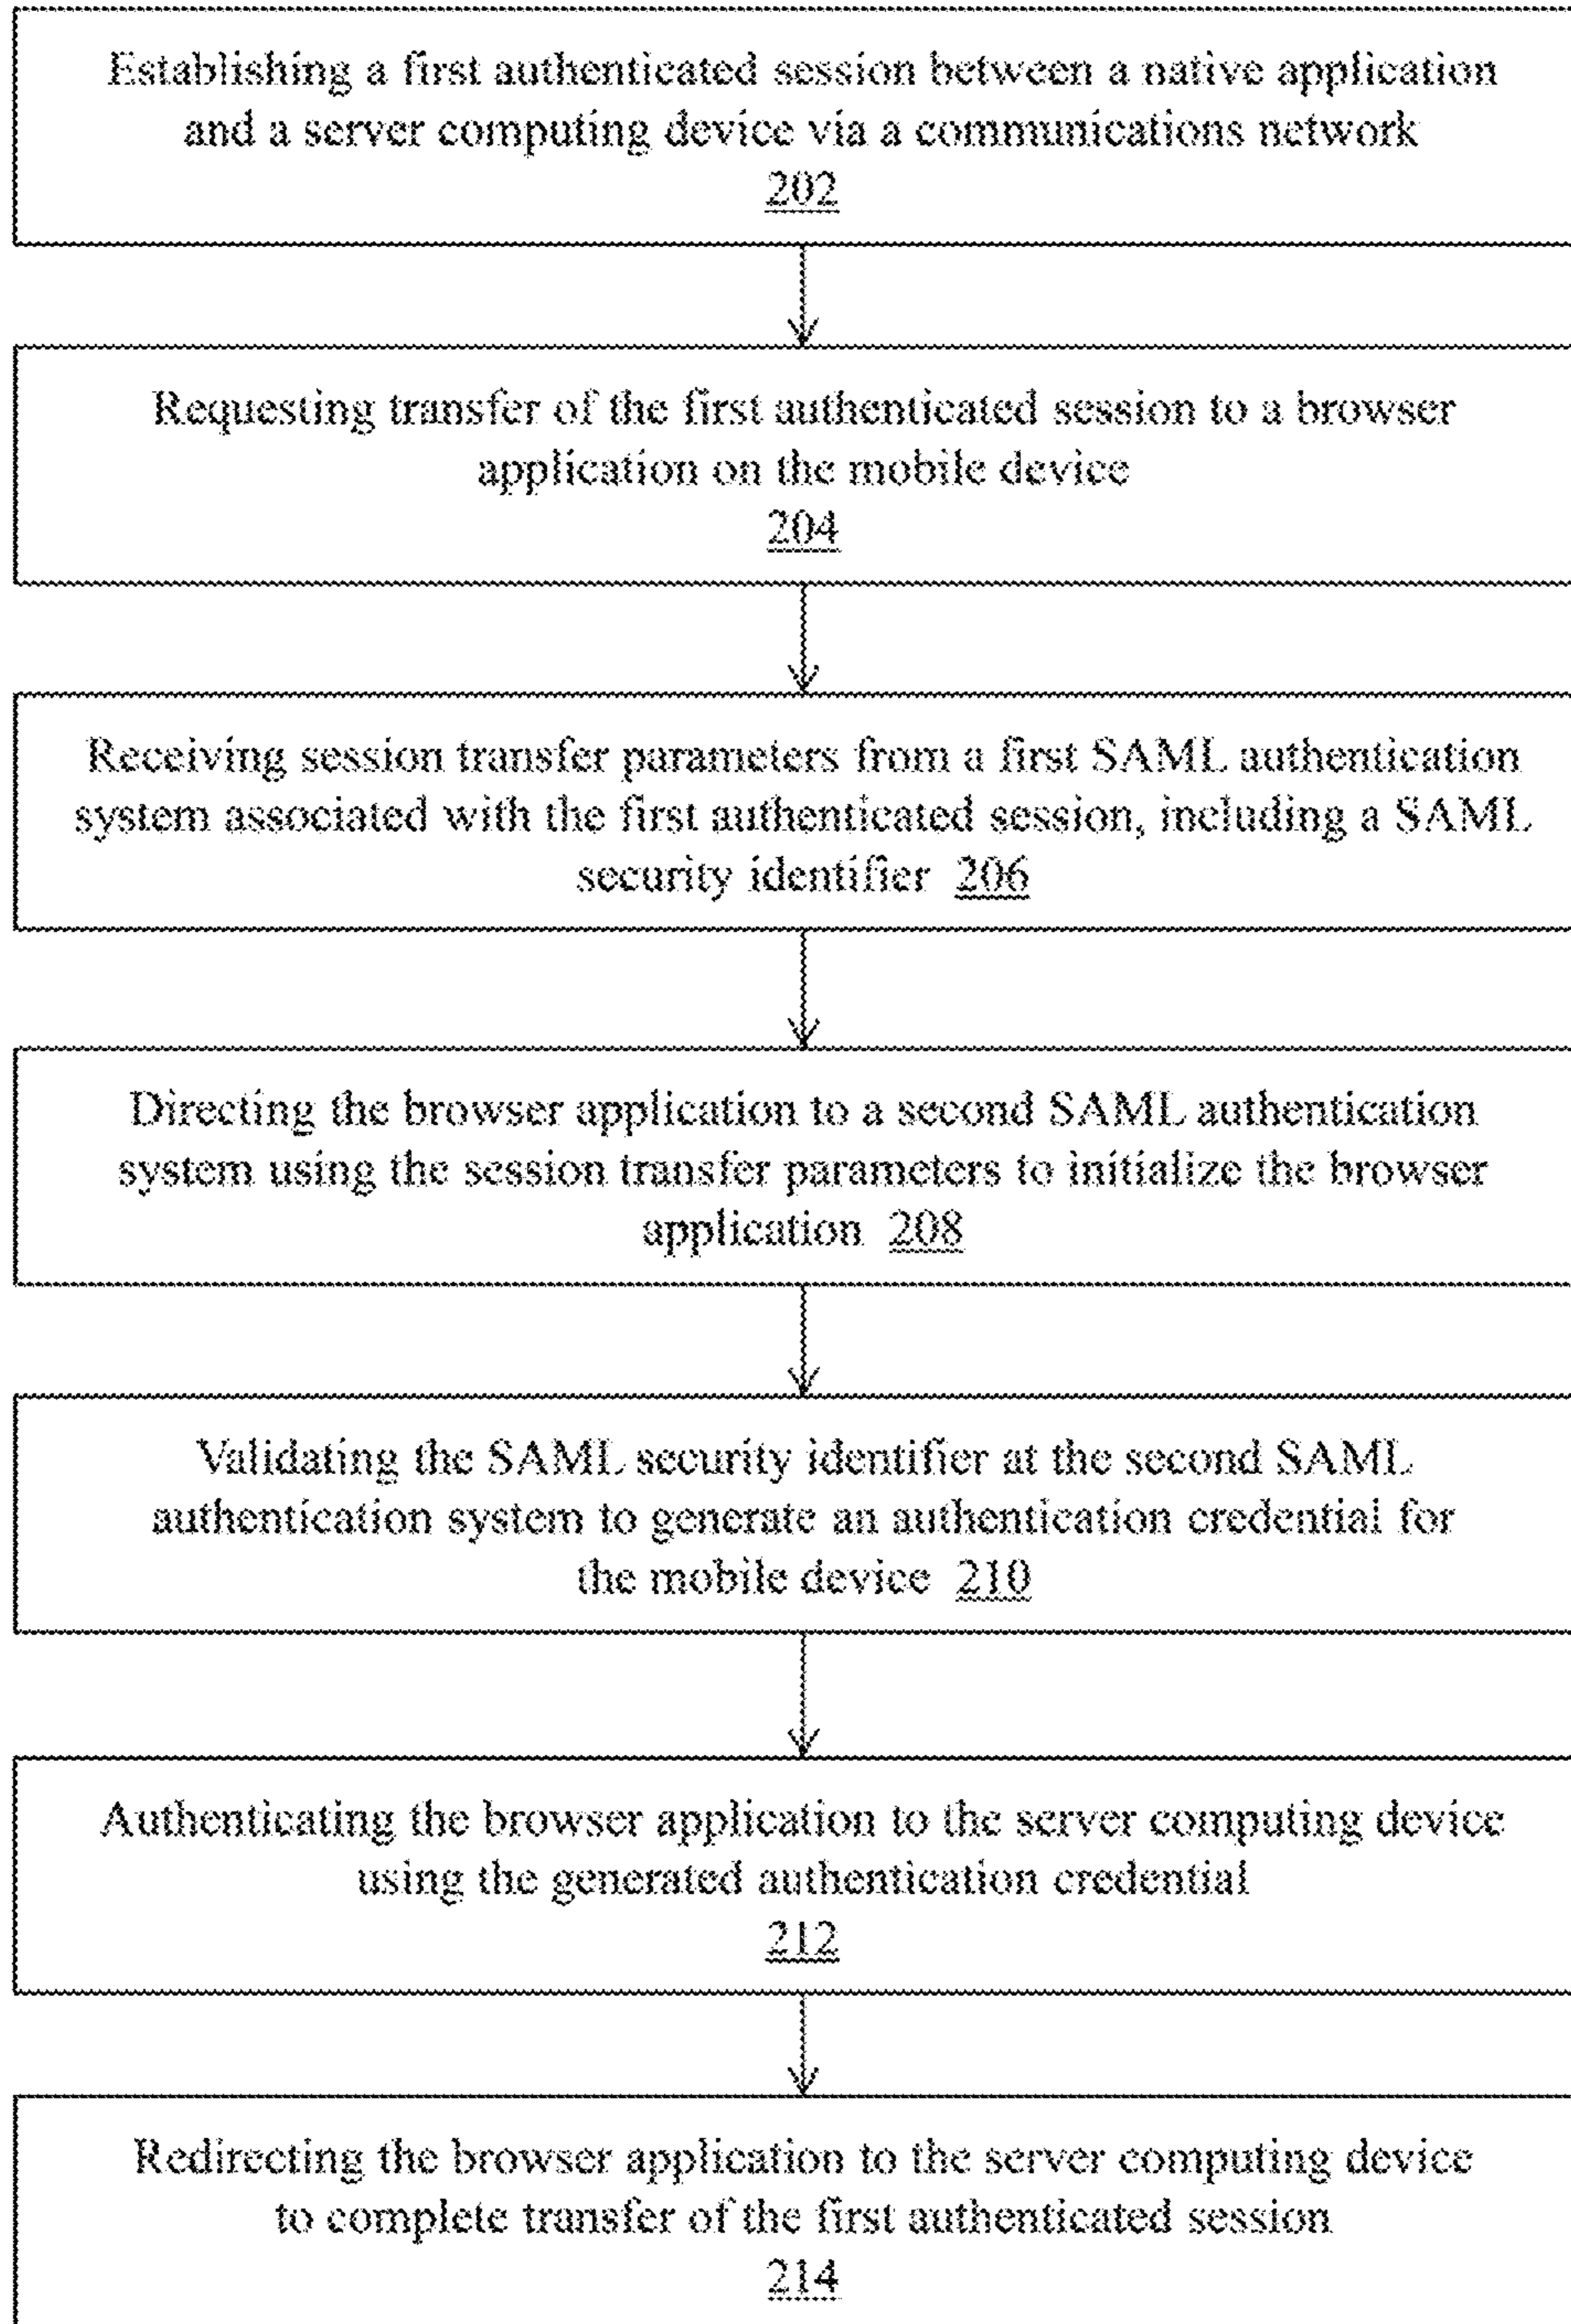 Establishing a first authenticated session between a native application
and a server computing device via a communications network
202
Requesting transfer of the first authenticated session to a browser
application on the mobile device
204
Receiving session transfer parameters from a first SAML authentication
system associated with the first authenticated session, including a SAML
security identifier 206
Directing the browser application to a second SAML authentication
system using the session transfer parameters to initialize the browser
application 208
Validating the SAML security identifier at the second SAML
authentication system to generate an authentication credential for
the mobile device 210
Authenticating the browser application to the server computing device
using the generated authentication credential
212
Redirecting the browser application to the server computing device
to complete transfer of the first authenticated session
214